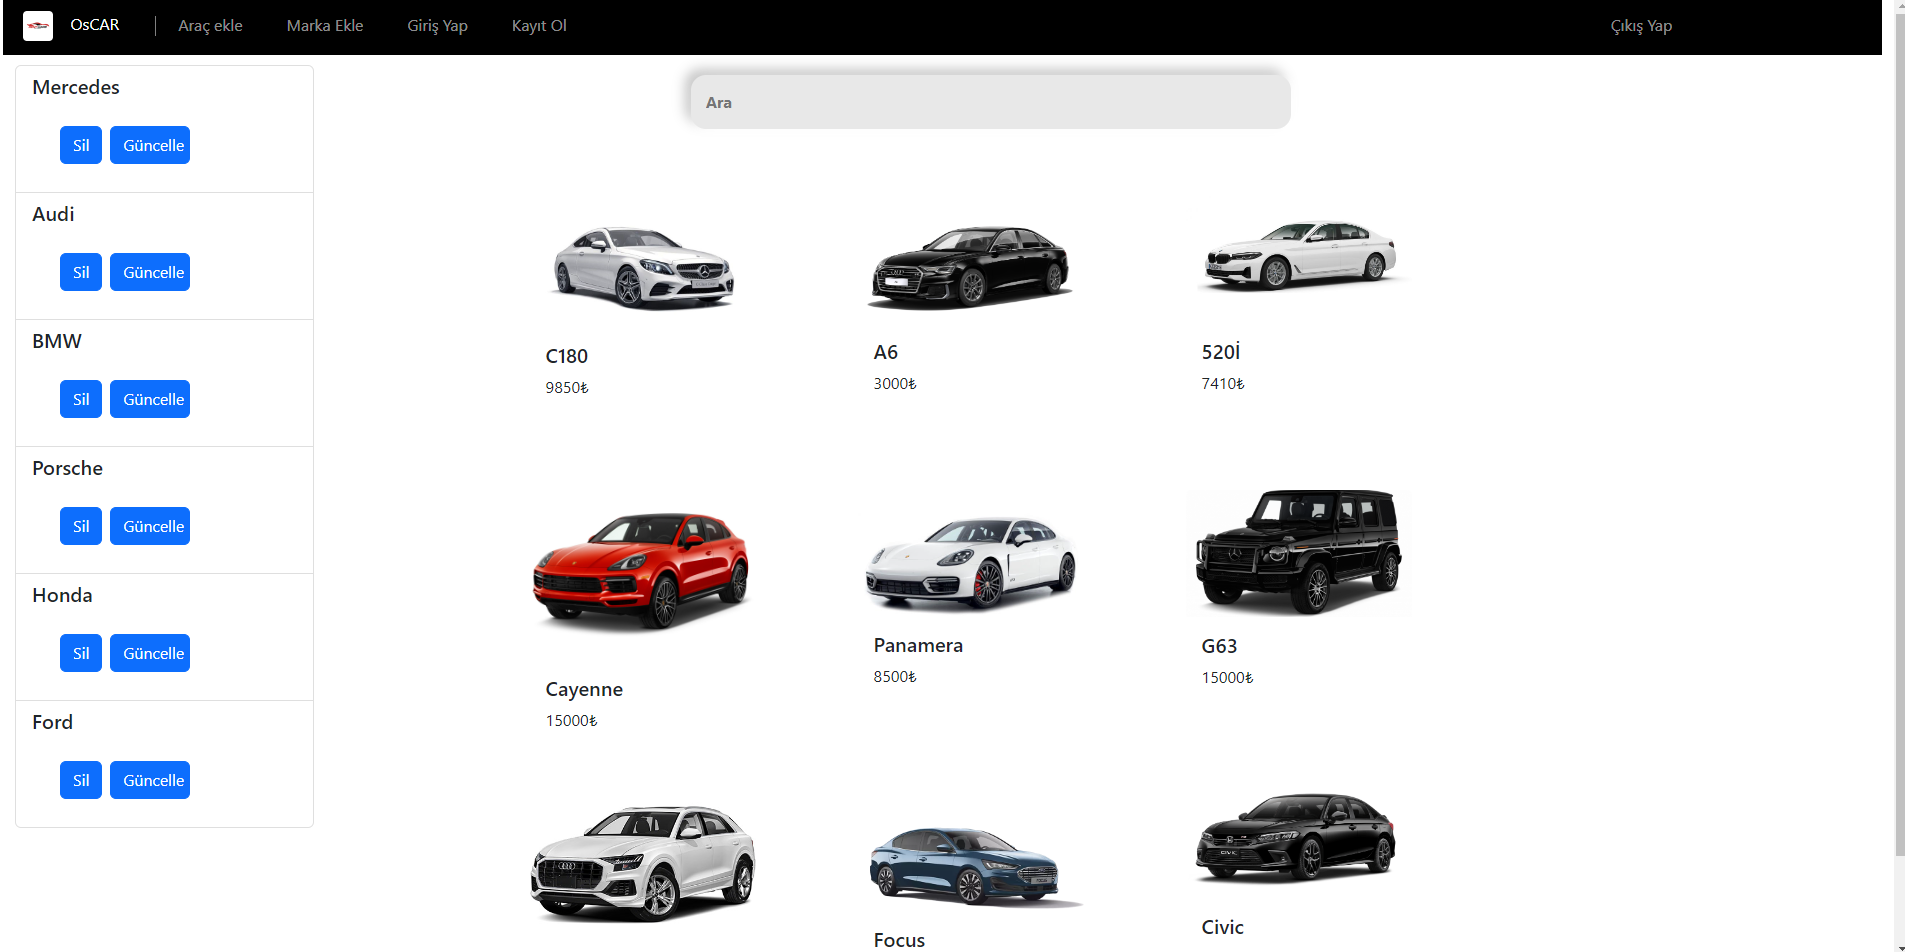 OsCAR
Araç ekle
Marka Ekle
Giriş Yap
Kayıt Ol
Çıkış Yap
Mercedes
Sil
Güncelle
Audi
Sil
Güncelle
BMW
Sil
Güncelle
Porsche
Sil
Güncelle
Honda
Sil
Güncelle
Ford
Sil
Güncelle
Ara
C180
9850₺
A6
3000₺
520İ
7410₺
Cayenne
15000₺
Panamera
8500₺
G63
15000₺
Focus
CIVIC
Civic